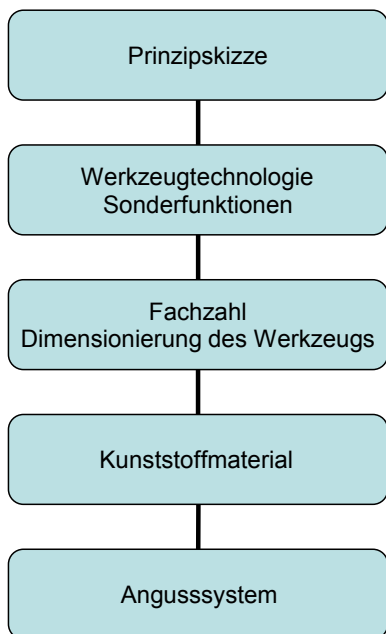 Prinzipskizze
Werkzeugtechnologie
Sonderfunktionen
Fachzahl
Dimensionierung des Werkzeugs
Kunststoffmaterial
Angusssystem